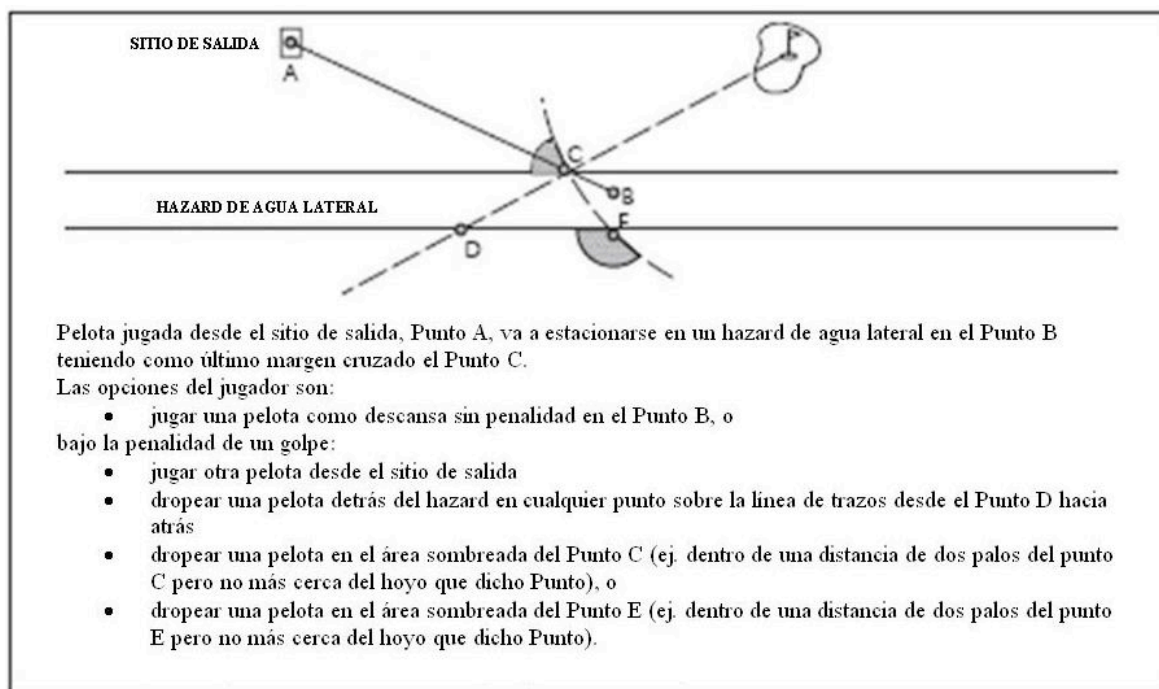 SITIO DE SALIDA
A
C
B
HAZARD DE AGUA LATERAL
E
D
Pelota jugada desde el sitio de salida, Punto A, va a estacionarse en un hazard de agua lateral en el Punto B
teniendo como último margen cruzado el Punto C.
Las opciones del jugador son:
• jugar una pelota como descansa sin penalidad en el Punto B, o
bajo la penalidad de un golpe:
• jugar otra pelota desde el sitio de salida
• dropear una pelota detrás del hazard en cualquier punto sobre la línea de trazos desde el Punto D hacia
atrás
• dropear una pelota en el área sombreada del Punto C (ej. dentro de una distancia de dos palos del punto
C pero no más cerca del hoyo que dicho Punto), o
• dropear una pelota en el área sombreada del Punto E (ej. dentro de una distancia de dos palos del punto
E pero no más cerca del hoyo que dicho Punto).